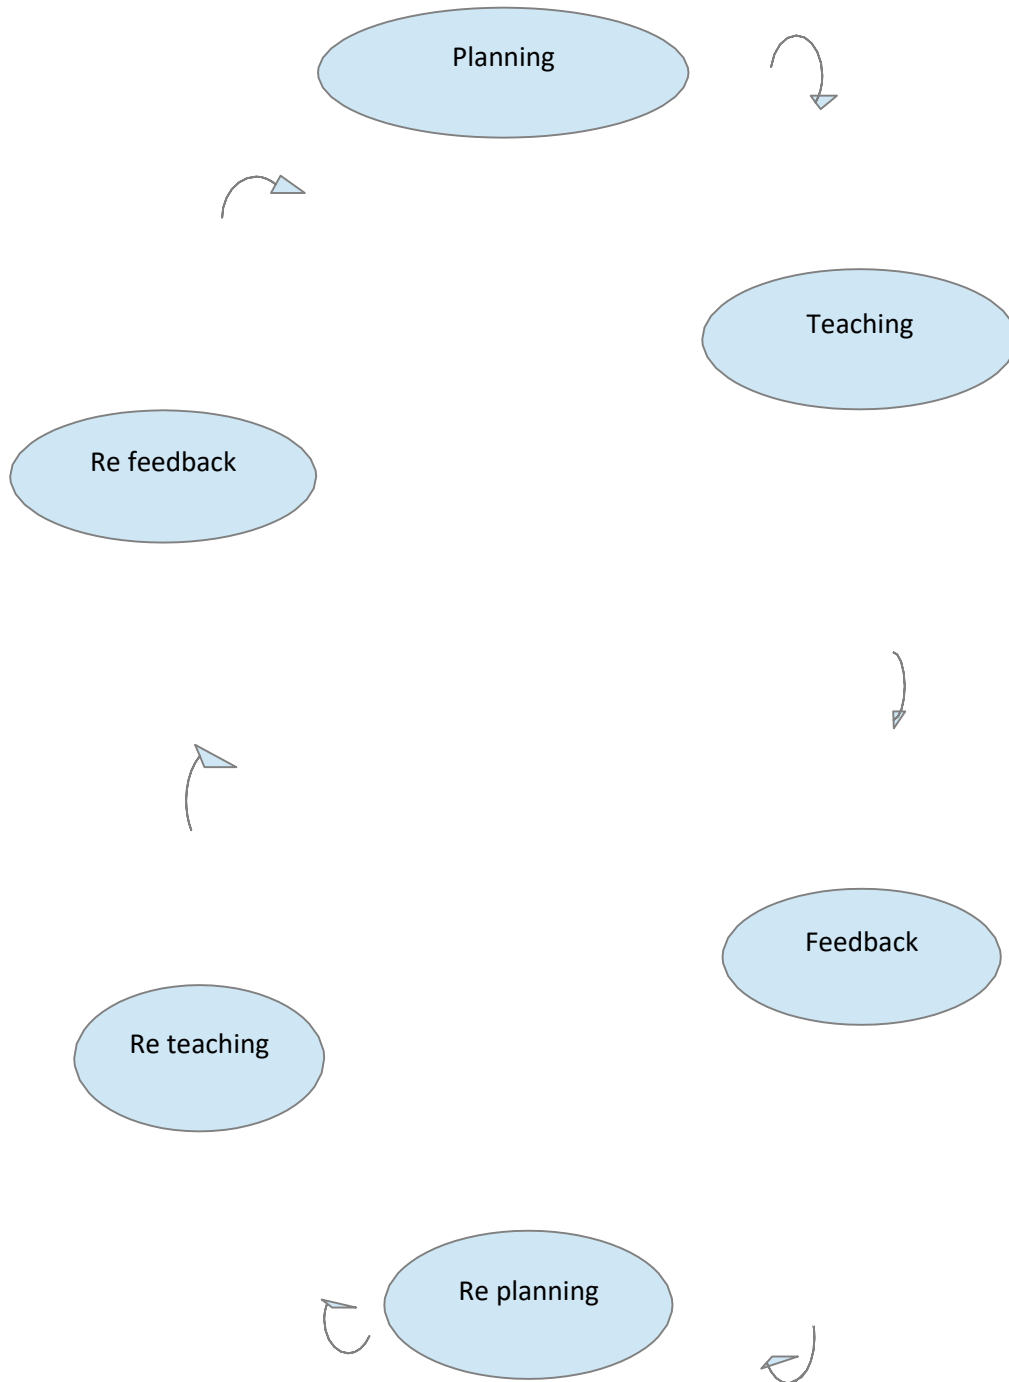 Planning
Teaching
Feedback
Re planning
Re teaching
Re feedback